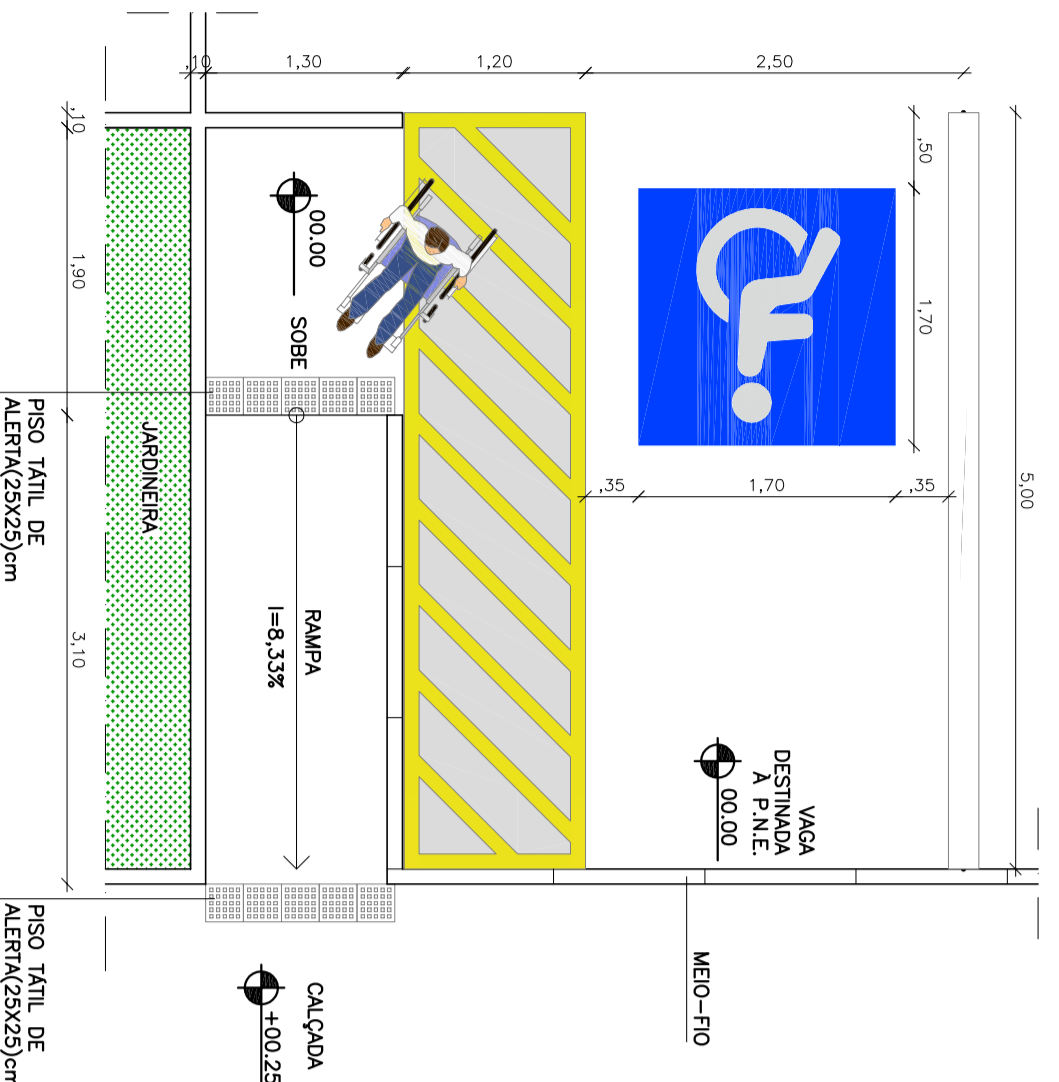 ,10
1,30
1,20
2,50
,10
1,90
3,10
,50
1,70
5,00
,35
1,70
,35
00.00
SOBE
JARDINEIRA
RAMPA
I=8,33%
VAGA
DESTINADA
À P.N.E.
00.00
PISO TÁTIL DE
ALERTA(25X25)cm
PISO TÁTIL DE
ALERTA(25X25)cm
CALÇADA
+00.25
MEIO-FIO